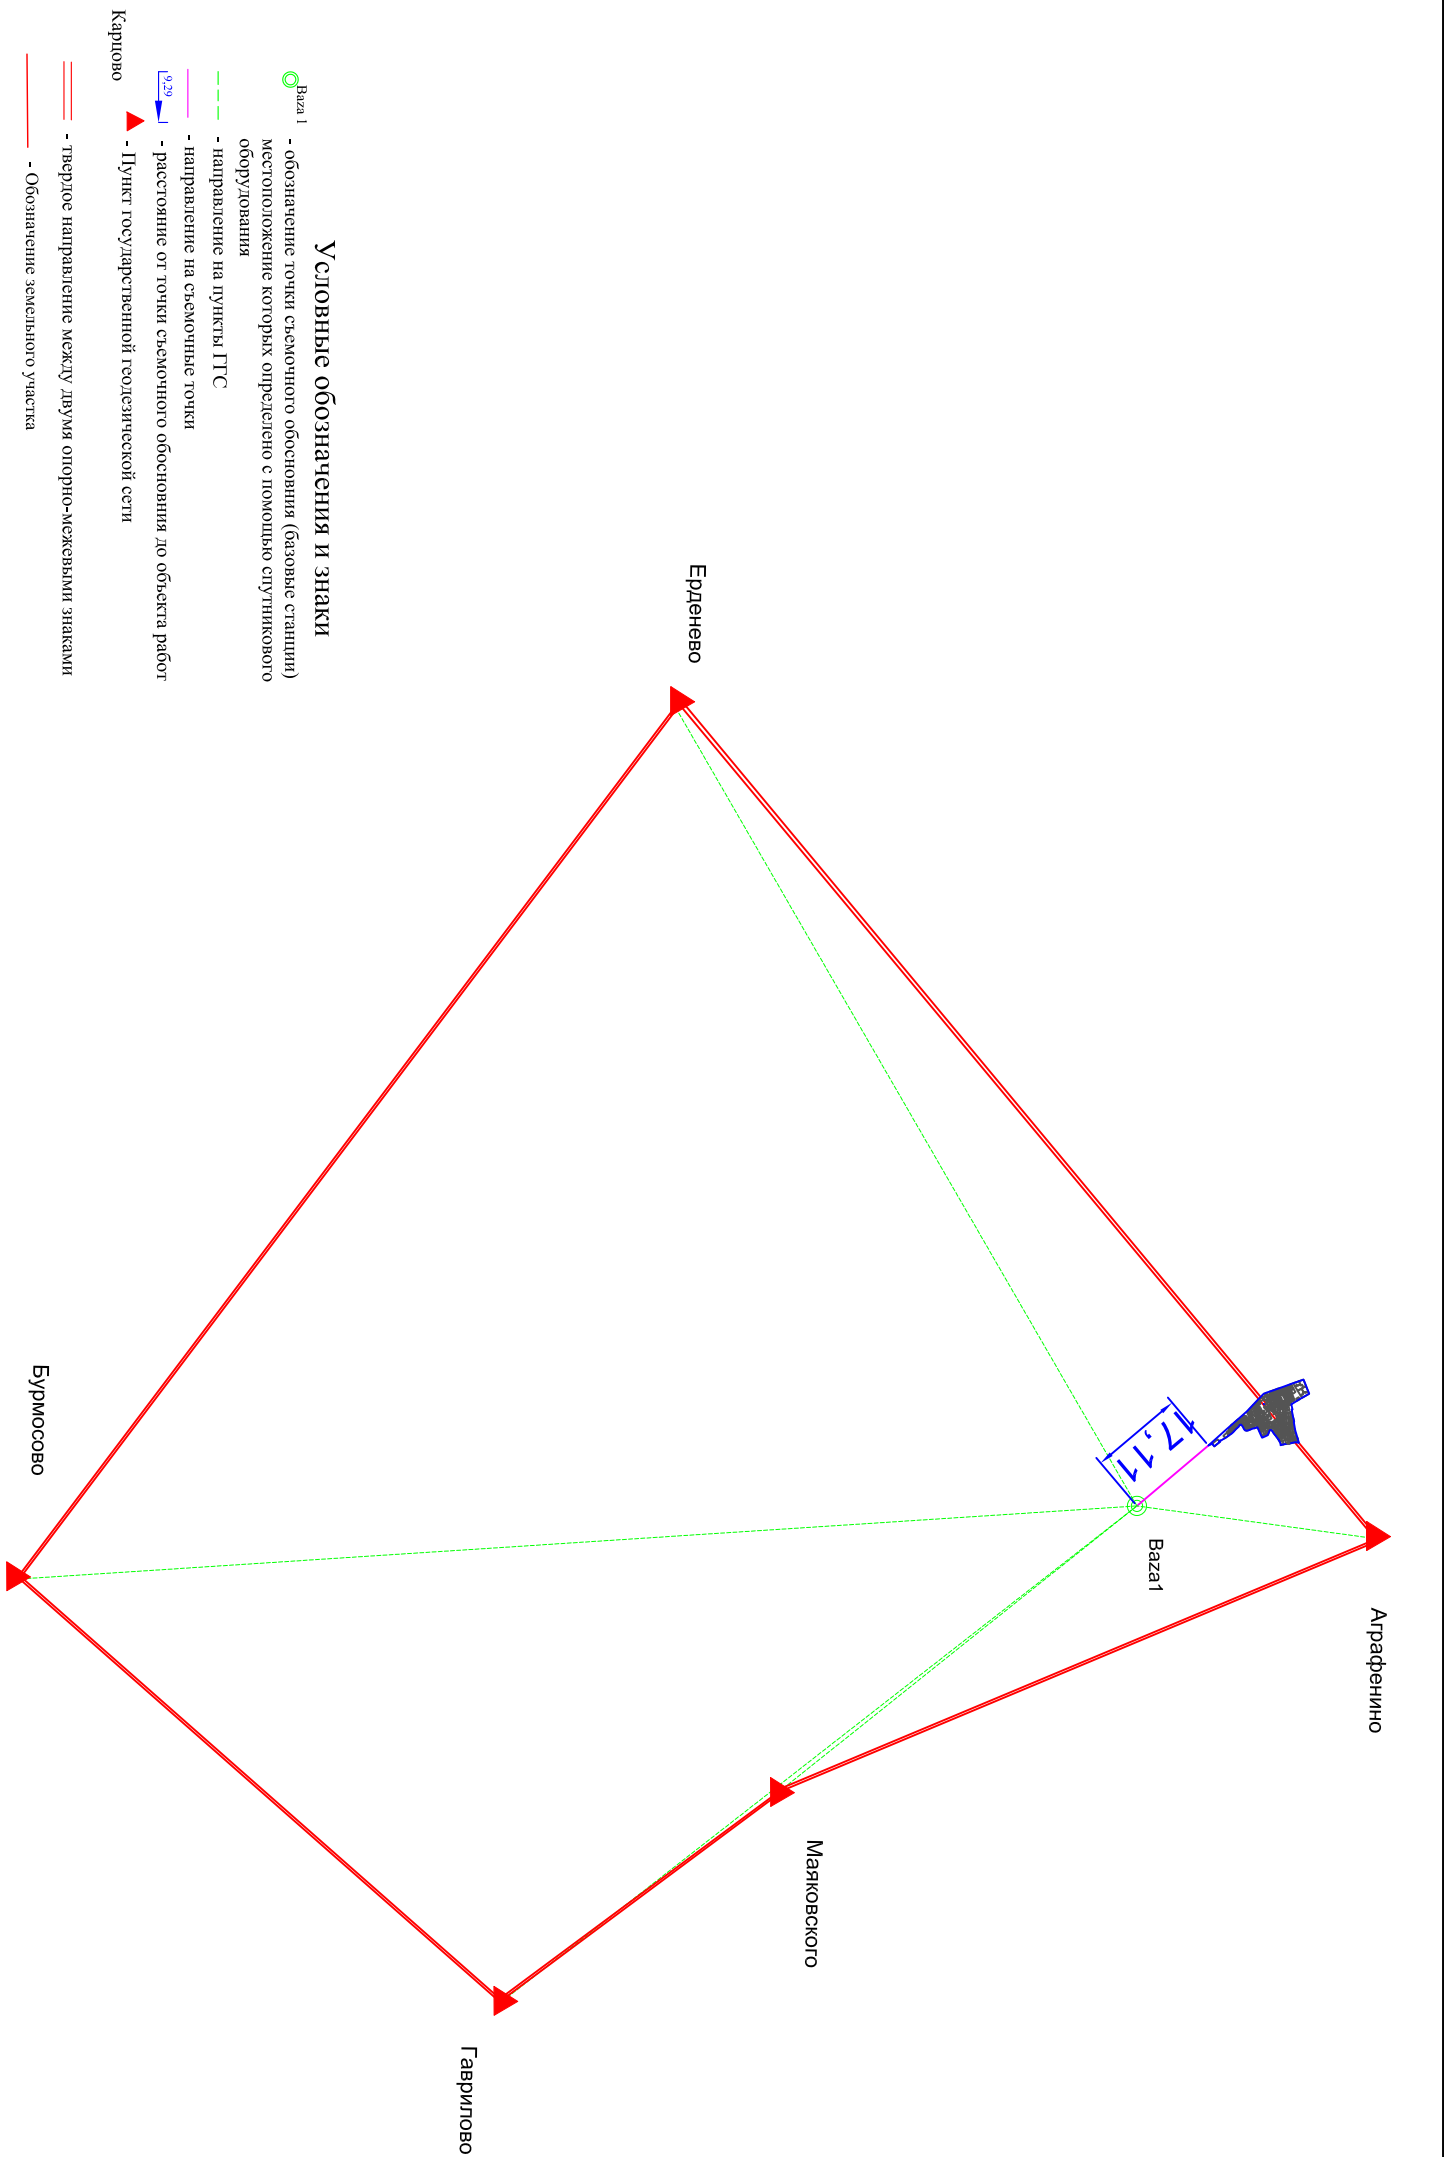 Аграфенино
Baza1
17,11
Маяковского
Ерденево
Гаврилово
Бурмосово
Условные обозначения и знаки
Baza 1
- обозначение точки съемочного обосновния (базовые станции)
местоположение которых определено с помощью спутникового
оборудования
- направление на пункты ГГС
- направление на съемочные точки
9,29
- расстояние от точки съемочного обосновния до объекта работ
Карцово
- Пункт государственной геодезической сети
- твердое направление между двумя опорно-межевыми знаками
- Обозначение земельного участка